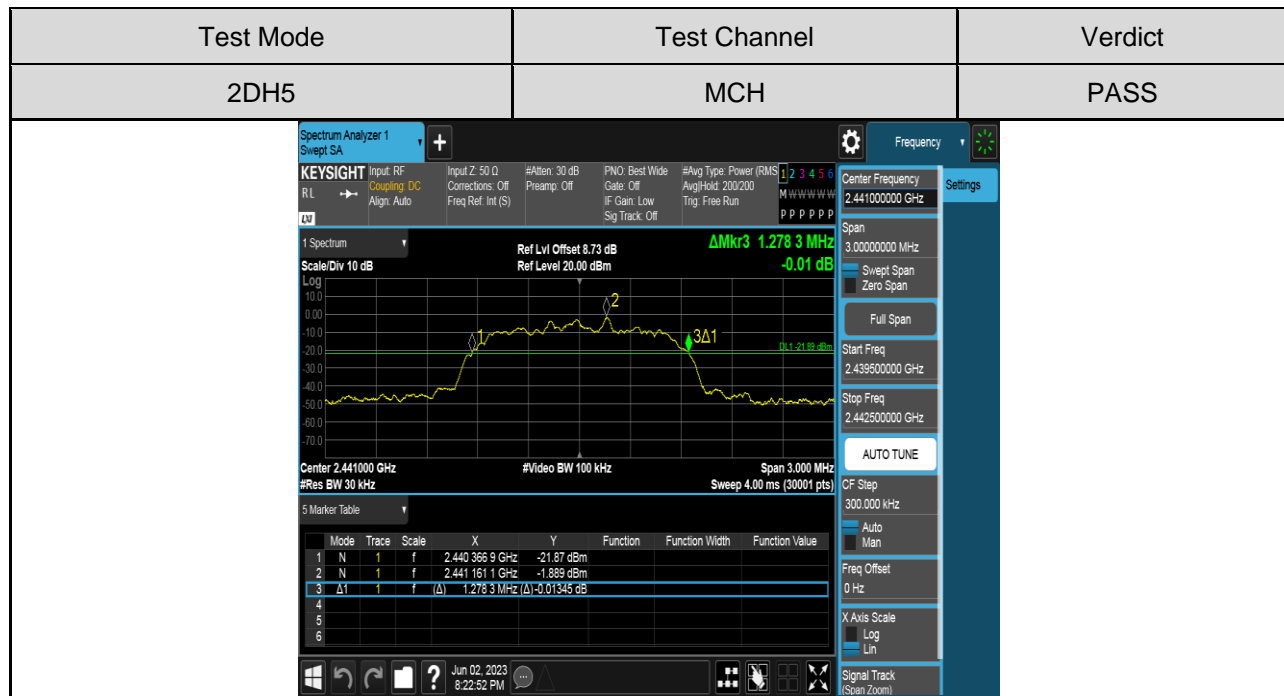 Test Mode Test Channel Verdict
2DH5 MCH PASS
Spectrum Analyzer 1
Swept SA
+
Frequency
KEYSIGHT Input: RF Input Z: 50 Ω #Atten: 30 dB PNO: Best Wide #Avg Type: Power (RMS 1 2 3 4 5 6
RL Coupling: DC Corrections: Off Preamp: Off Gate: Off Avg|Hold: 200/200 M W W W W W
Align: Auto Freq Ref: Int (S) IF Gain: Low Trig: Free Run
LXI Sig Track: Off P P P P P P
1 Spectrum
Scale/Div 10 dB
Ref Lvl Offset 8.73 dB
Ref Level 20.00 dBm
ΔMkr3 1.278 3 MHz
-0.01 dB
Log
10.0
0.00
-10.0
-20.0
-30.0
-40.0
-50.0
-60.0
-70.0
1
2
3Δ1
DL1 -21.89 dBm
Center 2.441000 GHz #Video BW 100 kHz Span 3.000 MHz
#Res BW 30 kHz Sweep 4.00 ms (30001 pts)
5 Marker Table
Mode Trace Scale X Y Function Function Width Function Value
1 N 1 f 2.440 366 9 GHz -21.87 dBm
2 N 1 f 2.441 161 1 GHz -1.889 dBm
3 Δ1 1 f (Δ) 1.278 3 MHz (Δ) -0.01345 dB
4
5
6
?
Jun 02, 2023
8:22:52 PM
Settings
Center Frequency
2.441000000 GHz
Span
3.00000000 MHz
Swept Span
Zero Span
Full Span
Start Freq
2.439500000 GHz
Stop Freq
2.442500000 GHz
AUTO TUNE
CF Step
300.000 kHz
Auto
Man
Freq Offset
0 Hz
X Axis Scale
Log
Lin
Signal Track
(Span Zoom)